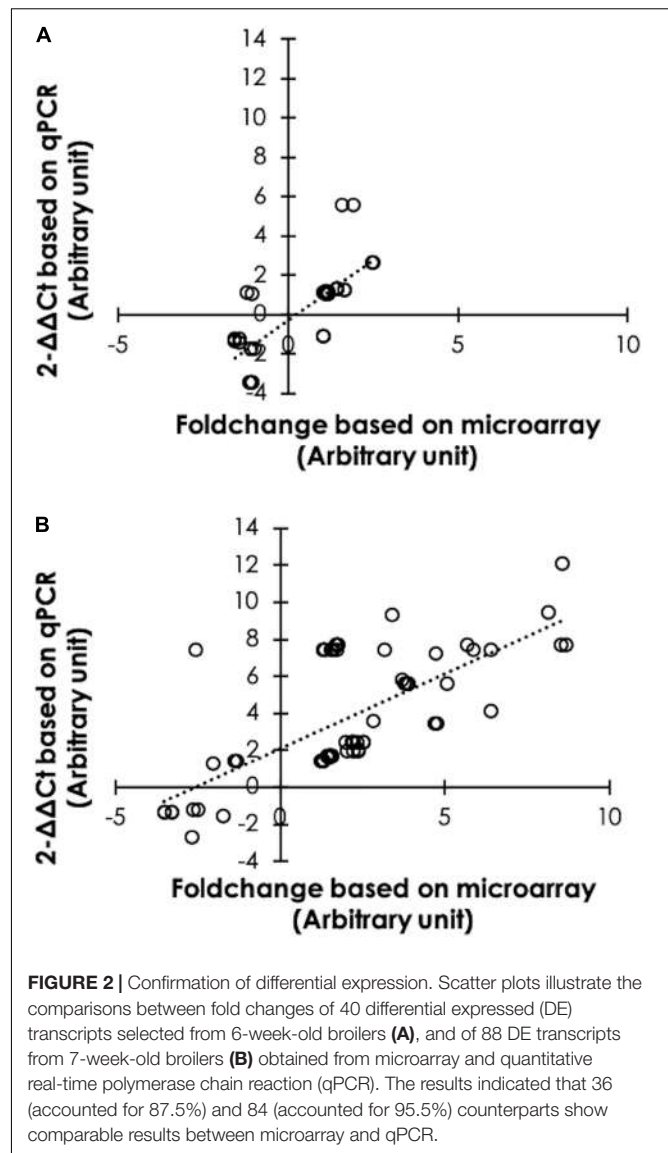 A
14
12
10
8
6
4
2
0
-2
-4
-5
0
5
10
2-ΔΔCt based on qPCR
(Arbitrary unit)
Foldchange based on microarray
(Arbitrary unit)
B
14
12
10
8
6
4
2
0
-2
-4
-5
0
5
10
2-ΔΔCt based on qPCR
(Arbitrary unit)
Foldchange based on microarray
(Arbitrary unit)
FIGURE 2 | Confirmation of differential expression. Scatter plots illustrate the
comparisons between fold changes of 40 differential expressed (DE)
transcripts selected from 6-week-old broilers (A), and of 88 DE transcripts
from 7-week-old broilers (B) obtained from microarray and quantitative
real-time polymerase chain reaction (qPCR). The results indicated that 36
(accounted for 87.5%) and 84 (accounted for 95.5%) counterparts show
comparable results between microarray and qPCR.